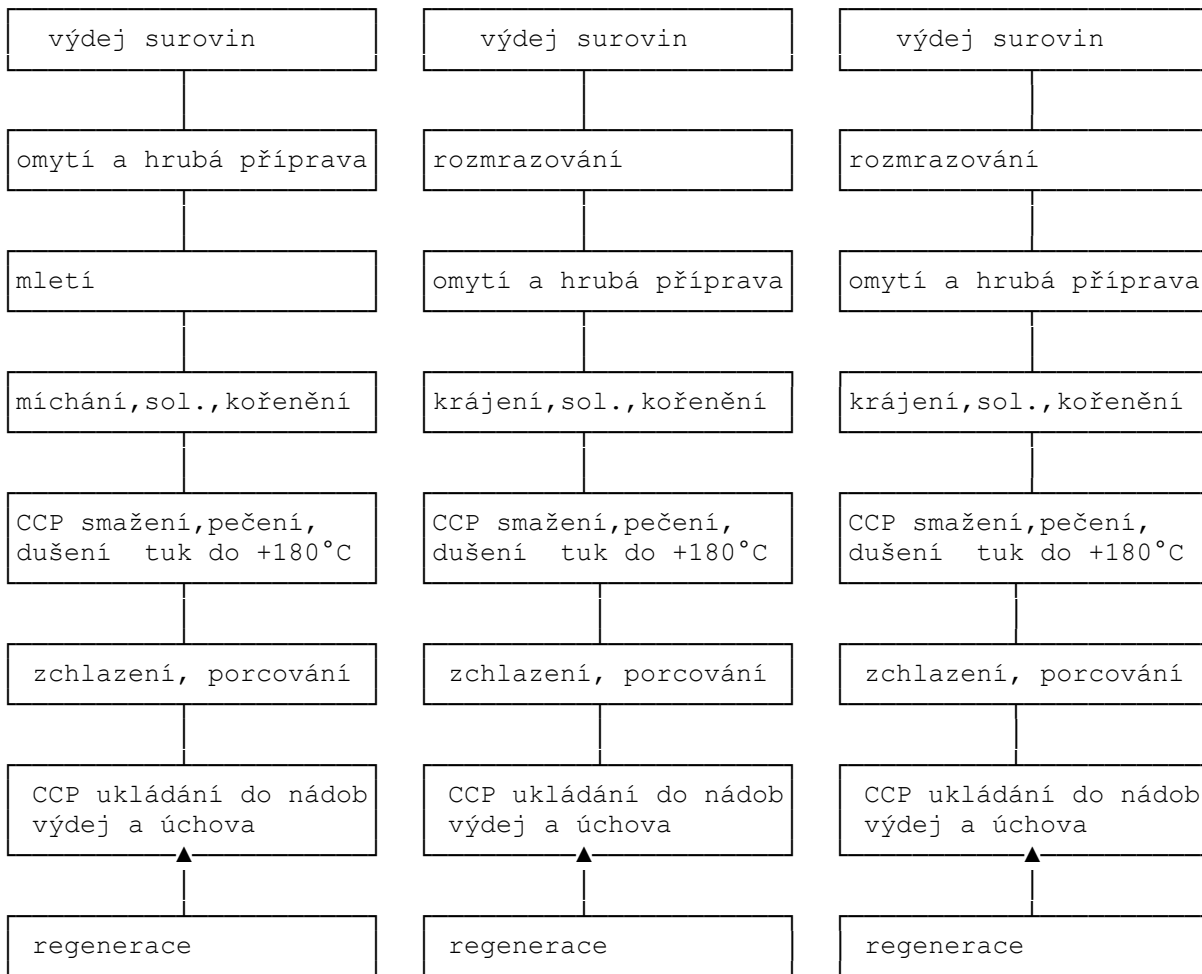 výdej surovin
omytí a hrubá příprava
mletí
míchání,sol.,kořenění
CCP smažení,pečení,
dušení  tuk do +180°C
zchlazení, porcování
CCP ukládání do nádob
výdej a úchova
regenerace
výdej surovin
rozmrazování
omytí a hrubá příprava
krájení,sol.,kořenění
CCP smažení,pečení,
dušení  tuk do +180°C
zchlazení, porcování
CCP ukládání do nádob
výdej a úchova
regenerace
výdej surovin
rozmrazování
omytí a hrubá příprava
krájení,sol.,kořenění
CCP smažení,pečení,
dušení  tuk do +180°C
zchlazení, porcování
CCP ukládání do nádob
výdej a úchova
regenerace